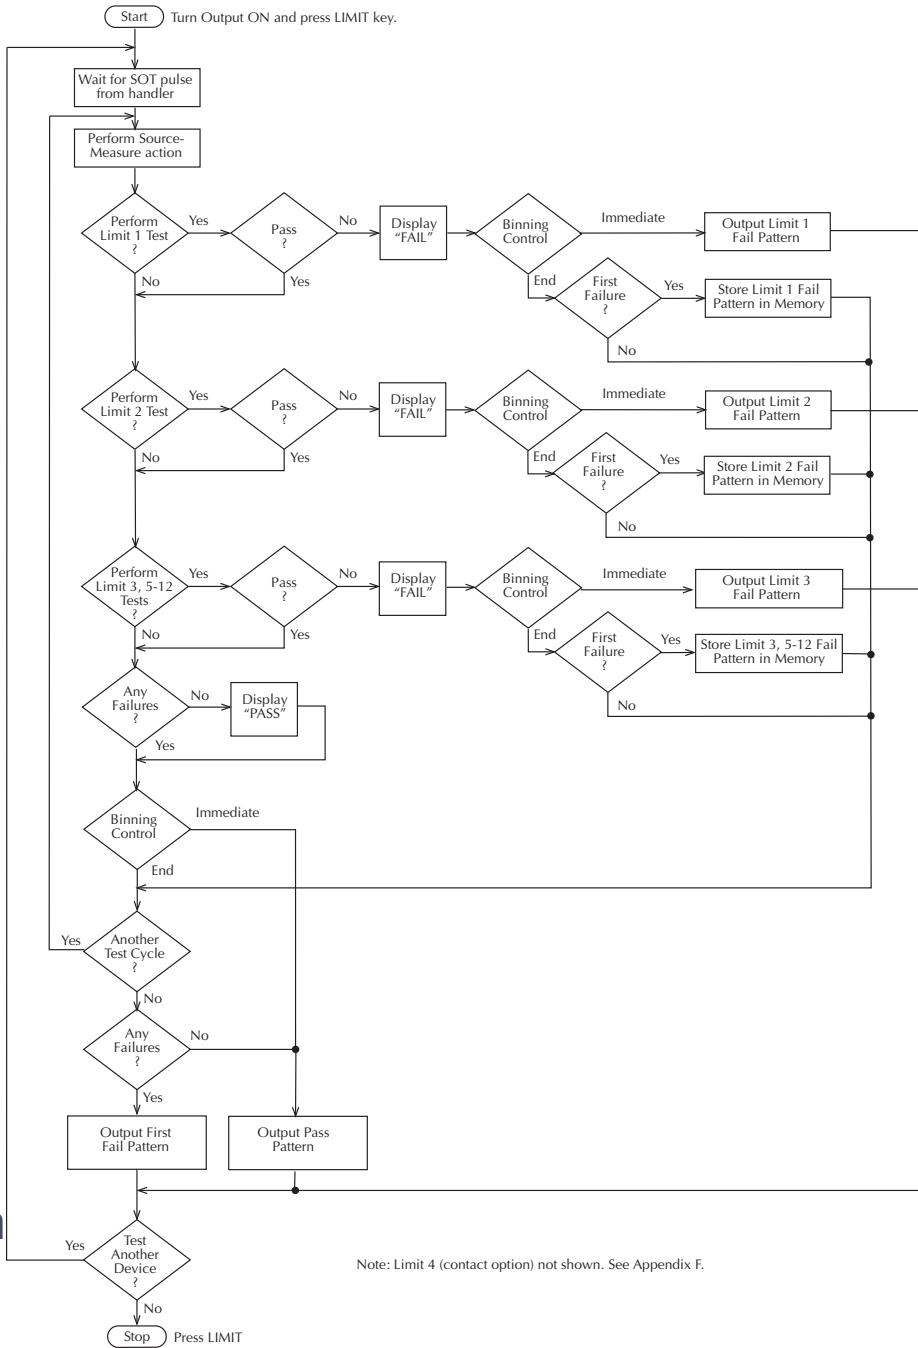 Start
Turn Output ON and press LIMIT key.
Wait for SOT pulse
from handler
Perform Source-
Measure action
Perform
Limit 1 Test
?
Yes
No
Pass
?
No
Yes
Display
“FAIL”
Binning
Control
Immediate
End
Output Limit 1
Fail Pattern
First
Failure
?
Yes
No
Store Limit 1 Fail
Pattern in Memory
Perform
Limit 2 Test
?
Yes
No
Pass
?
No
Yes
Display
“FAIL”
Binning
Control
Immediate
End
Output Limit 2
Fail Pattern
First
Failure
?
Yes
No
Store Limit 2 Fail
Pattern in Memory
Perform
Limit 3, 5-12
Tests
?
Yes
No
Pass
?
No
Yes
Display
“FAIL”
Binning
Control
Immediate
End
Output Limit 3
Fail Pattern
First
Failure
?
Yes
No
Store Limit 3, 5-12 Fail
Pattern in Memory
Any
Failures
?
No
Yes
Display
“PASS”
Binning
Control
Immediate
End
Another
Test Cycle
?
Yes
No
Any
Failures
?
No
Yes
Output First
Fail Pattern
Output Pass
Pattern
Test
Another
Device
?
Yes
No
Note: Limit 4 (contact option) not shown. See Appendix F.
Stop
Press LIMIT